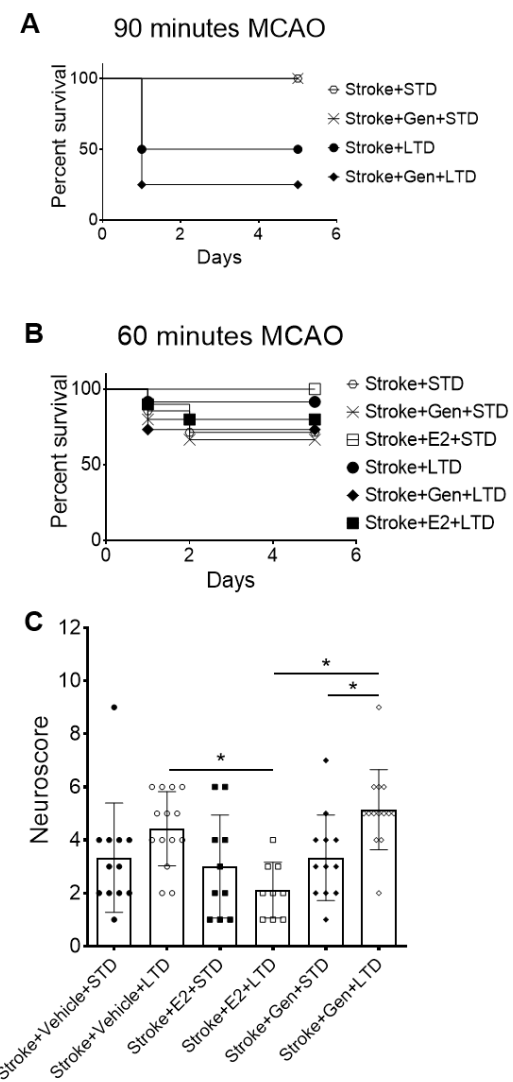 A
90 minutes MCAO
Percent survival
100
50
0
0 2 4 6
Days
Stroke+STD
Stroke+Gen+STD
Stroke+LTD
Stroke+Gen+LTD
B
60 minutes MCAO
Percent survival
100
50
0
0 2 4 6
Days
Stroke+STD
Stroke+Gen+STD
Stroke+E2+STD
Stroke+LTD
Stroke+Gen+LTD
Stroke+E2+LTD
C
Neuroscore
12
10
8
6
4
2
0
*
*
*
Stroke+Vehicle+STD
Stroke+Vehicle+LTD
Stroke+E2+STD
Stroke+E2+LTD
Stroke+Gen+STD
Stroke+Gen+LTD